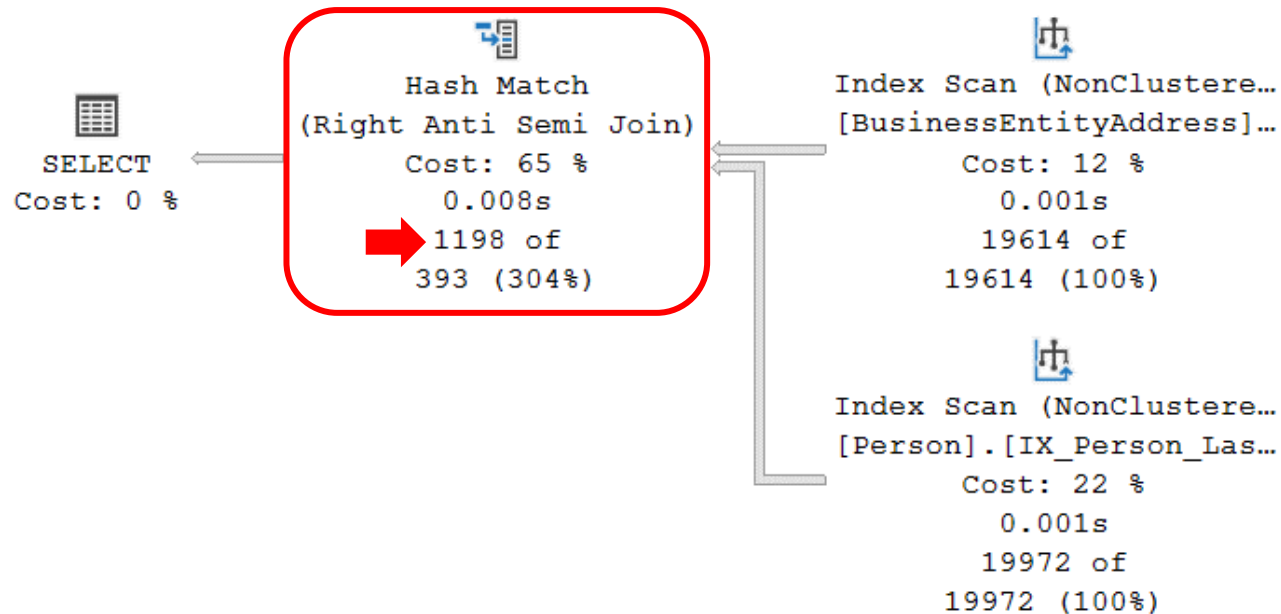 SELECT
Cost: 0 %
Hash Match
(Right Anti Semi Join)
Cost: 65 %
0.008s
1198 of
393 (304%)
Index Scan (NonClustere…
[BusinessEntityAddress]…
Cost: 12 %
0.001s
19614 of
19614 (100%)
Index Scan (NonClustere…
[Person].[IX_Person_Las…
Cost: 22 %
0.001s
19972 of
19972 (100%)